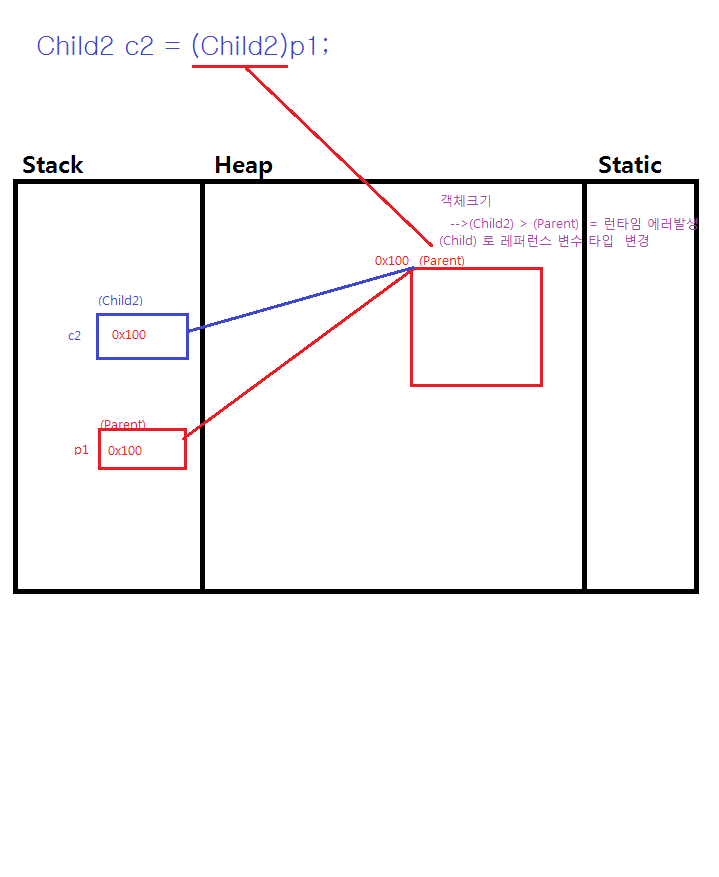 Child2 c2 = (Child2)p1;
Stack
Heap
Static
객체크기
-->(Child2) > (Parent) = 런타임 에러발생
(Child) 로 레퍼런스 변수 타입 변경
0x100 (Parent)
(Child2)
c2
0x100
(Parent)
p1
0x100